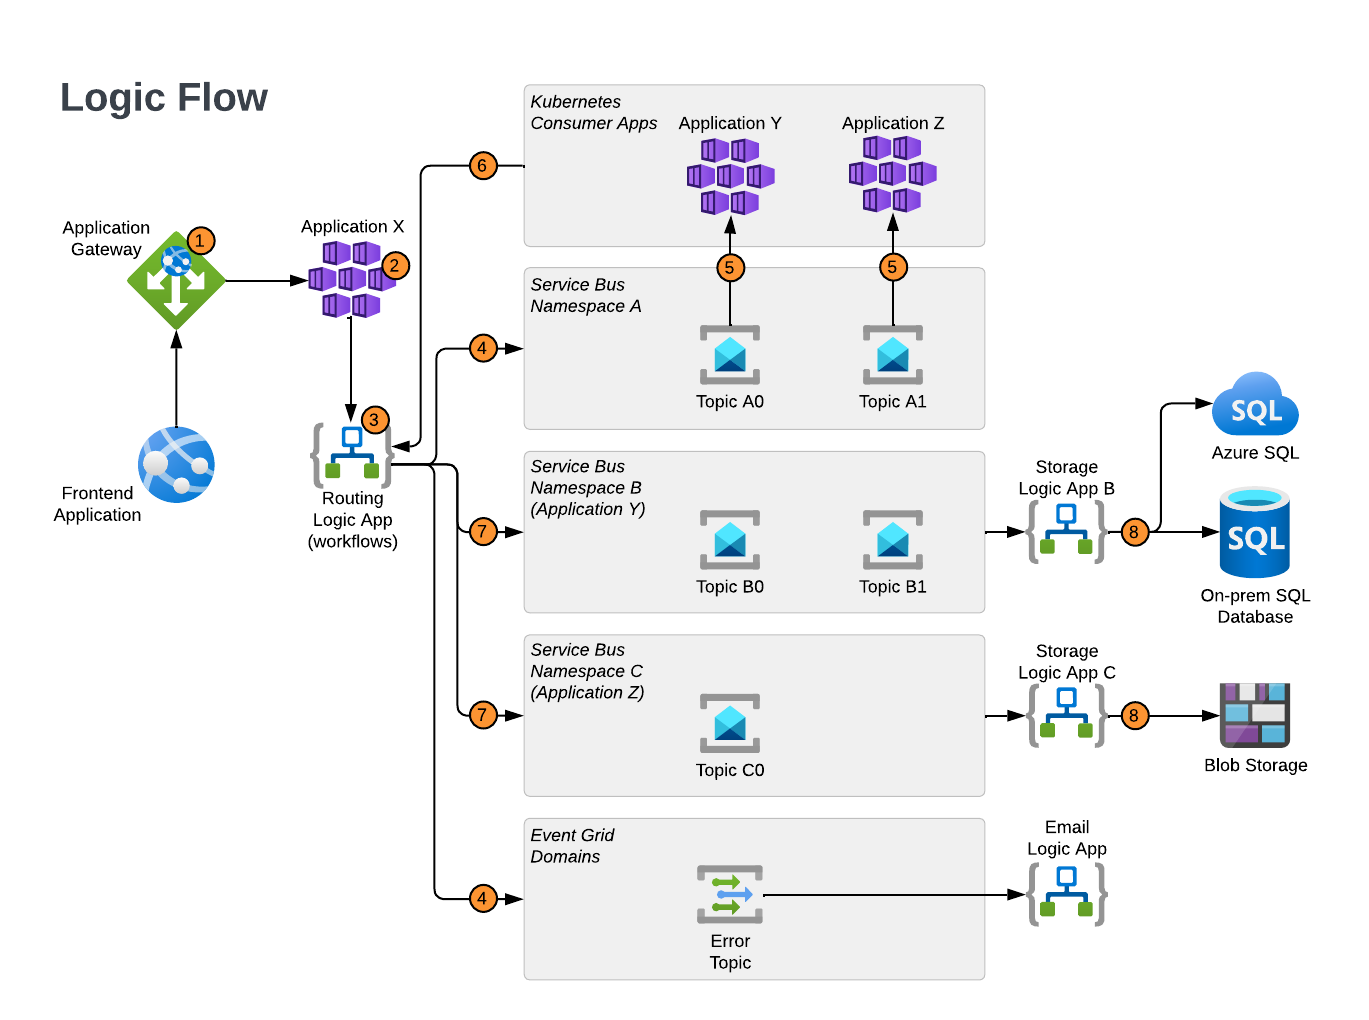 Logic Flow
Kubernetes
Consumer Apps
Application Y
Application Z
6
Application
Gateway
1
Application X
2
5
5
Service Bus
Namespace A
4
Topic A0
Topic A1
3
Frontend
Application
Routing
Logic App
(workflows)
Service Bus
Namespace B
(Application Y)
7
Topic B0
Topic B1
Storage
Logic App B
8
SQL
Azure SQL
SQL
On-prem SQL
Database
Service Bus
Namespace C
(Application Z)
7
Topic C0
Storage
Logic App C
8
Blob Storage
Event Grid
Domains
4
Error
Topic
Email
Logic App